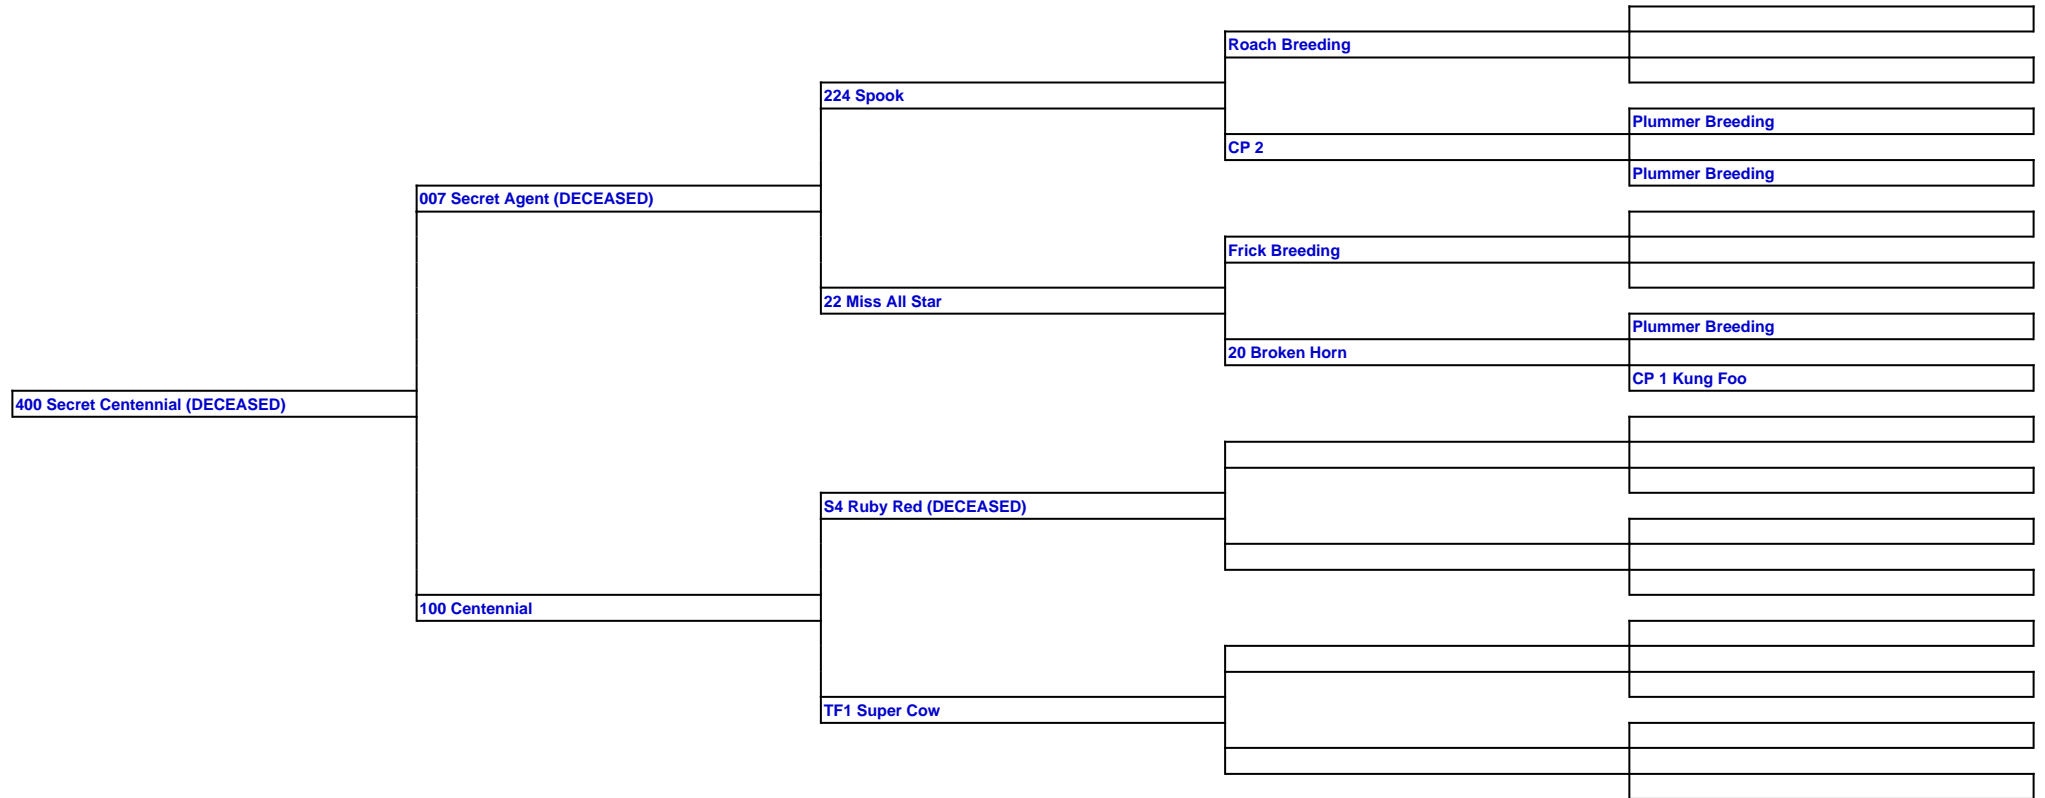 Roach Breeding
224 Spook
Plummer Breeding
CP 2
Plummer Breeding
007 Secret Agent (DECEASED)
Frick Breeding
22 Miss All Star
Plummer Breeding
20 Broken Horn
CP 1 Kung Foo
400 Secret Centennial (DECEASED)
S4 Ruby Red (DECEASED)
100 Centennial
TF1 Super Cow